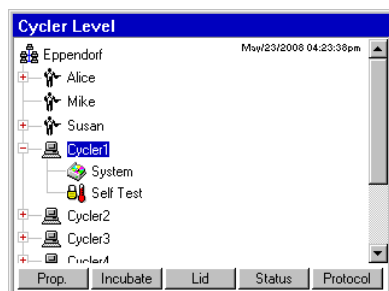 Cycler Level
Eppendorf May/23/2008 04:23:38pm
Alice
Mike
Susan
Cycler1
System
Self Test
Cycler2
Cycler3
Cycler4
Prop. Incubate Lid Status Protocol